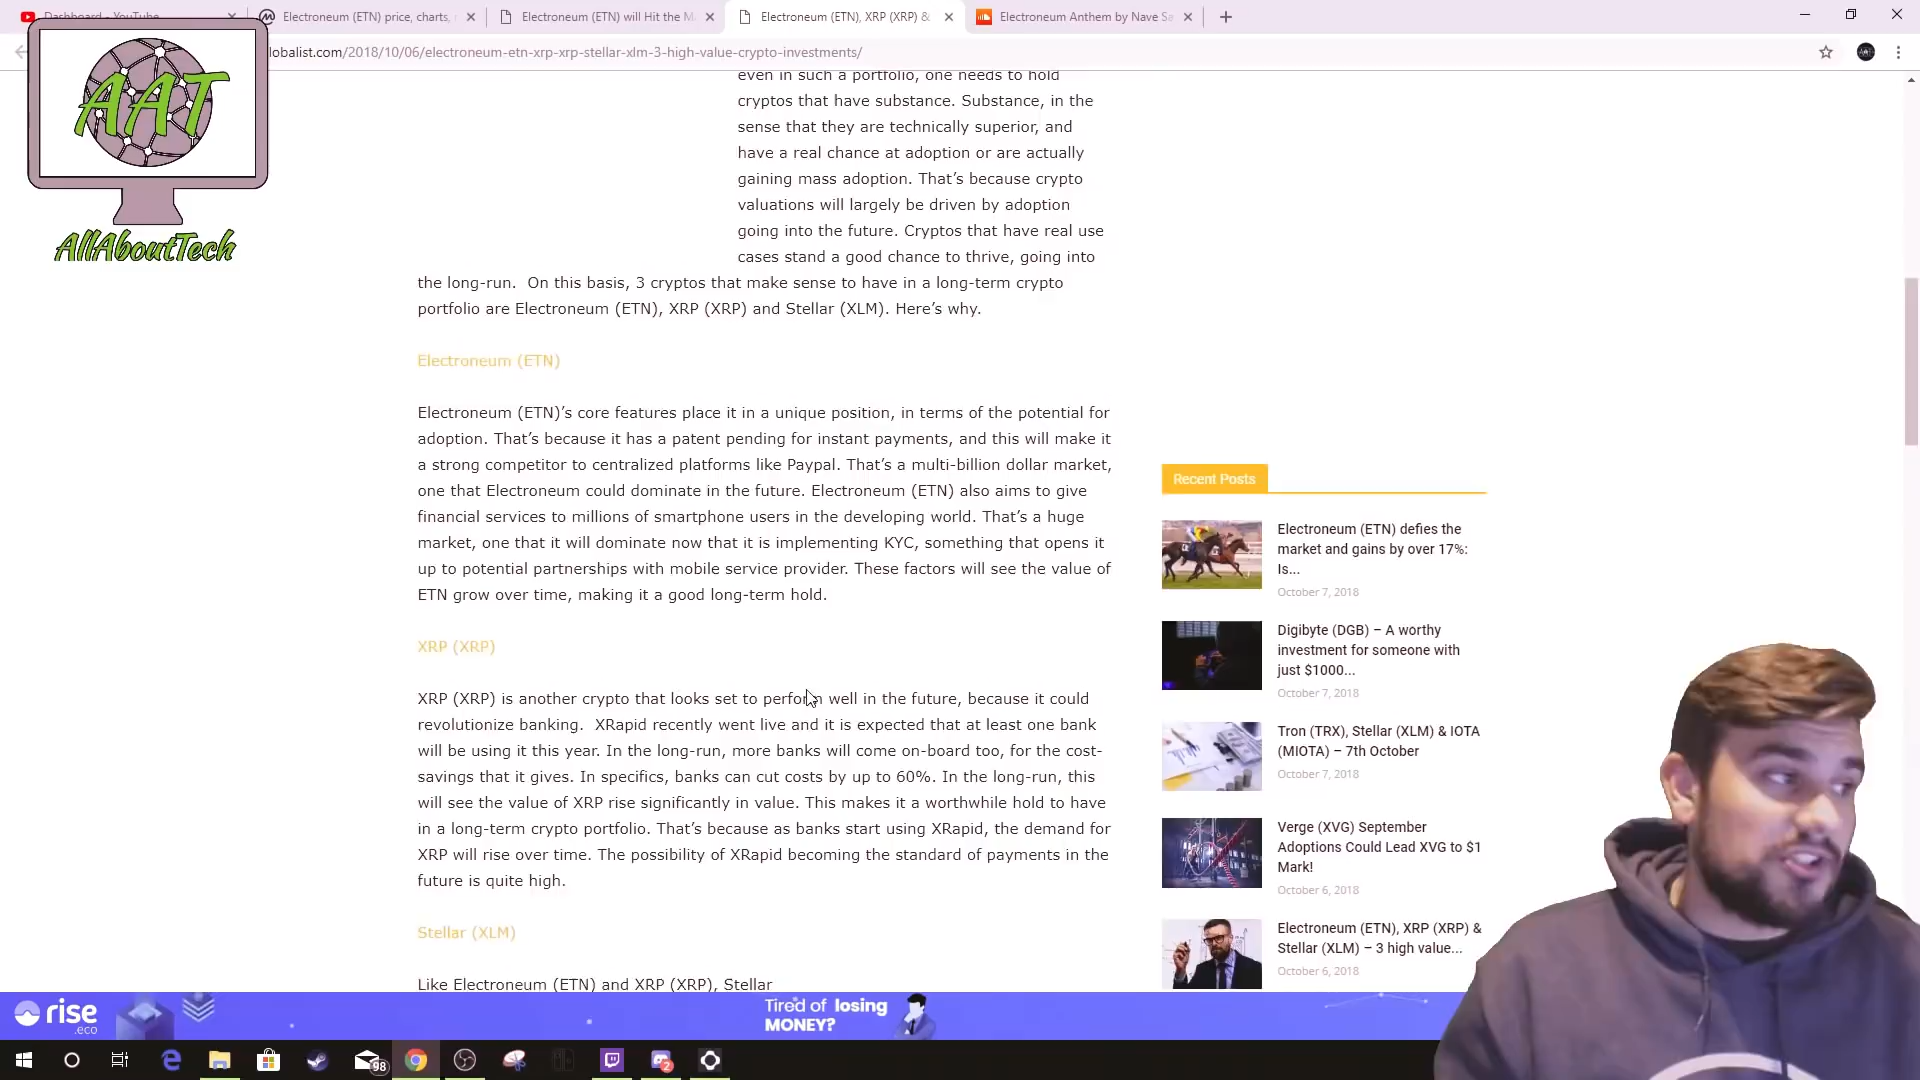 Dashboard - YouTube
Electroneum (ETN) price, charts,
Electroneum (ETN) will Hit the M
Electroneum (ETN), XRP (XRP) &
Electroneum Anthem by Nave Sa
lobalist.com/2018/10/06/electroneum-etn-xrp-xrp-stellar-xlm-3-high-value-crypto-investments/
AAT
AllAboutTech
even in such a portfolio, one needs to hold
cryptos that have substance. Substance, in the
sense that they are technically superior, and
have a real chance at adoption or are actually
gaining mass adoption. That’s because crypto
valuations will largely be driven by adoption
going into the future. Cryptos that have real use
cases stand a good chance to thrive, going into
the long-run.  On this basis, 3 cryptos that make sense to have in a long-term crypto
portfolio are Electroneum (ETN), XRP (XRP) and Stellar (XLM). Here’s why.
Electroneum (ETN)
Electroneum (ETN)’s core features place it in a unique position, in terms of the potential for
adoption. That’s because it has a patent pending for instant payments, and this will make it
a strong competitor to centralized platforms like Paypal. That’s a multi-billion dollar market,
one that Electroneum could dominate in the future. Electroneum (ETN) also aims to give
financial services to millions of smartphone users in the developing world. That’s a huge
market, one that it will dominate now that it is implementing KYC, something that opens it
up to potential partnerships with mobile service provider. These factors will see the value of
ETN grow over time, making it a good long-term hold.
XRP (XRP)
XRP (XRP) is another crypto that looks set to perform well in the future, because it could
revolutionize banking.  XRapid recently went live and it is expected that at least one bank
will be using it this year. In the long-run, more banks will come on-board too, for the cost-
savings that it gives. In specifics, banks can cut costs by up to 60%. In the long-run, this
will see the value of XRP rise significantly in value. This makes it a worthwhile hold to have
in a long-term crypto portfolio. That’s because as banks start using XRapid, the demand for
XRP will rise over time. The possibility of XRapid becoming the standard of payments in the
future is quite high.
Stellar (XLM)
Like Electroneum (ETN) and XRP (XRP), Stellar
Recent Posts
Electroneum (ETN) defies the
market and gains by over 17%:
Is...
October 7, 2018
Digibyte (DGB) – A worthy
investment for someone with
just $1000...
October 7, 2018
Tron (TRX), Stellar (XLM) & IOTA
(MIOTA) – 7th October
October 7, 2018
Verge (XVG) September
Adoptions Could Lead XVG to $1
Mark!
October 6, 2018
Electroneum (ETN), XRP (XRP) &
Stellar (XLM) – 3 high value...
October 6, 2018
rise
.eco
Tired of losing
MONEY?
98
2